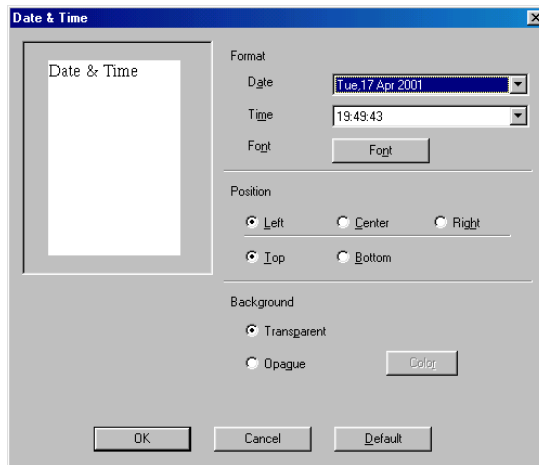 Date & Time
Date & Time
Format
Date
Tue,17 Apr 2001
Time
19:49:43
Font
Font
Position
Left
Center
Right
Top
Bottom
Background
Transparent
Opaque
Color
OK
Cancel
Default